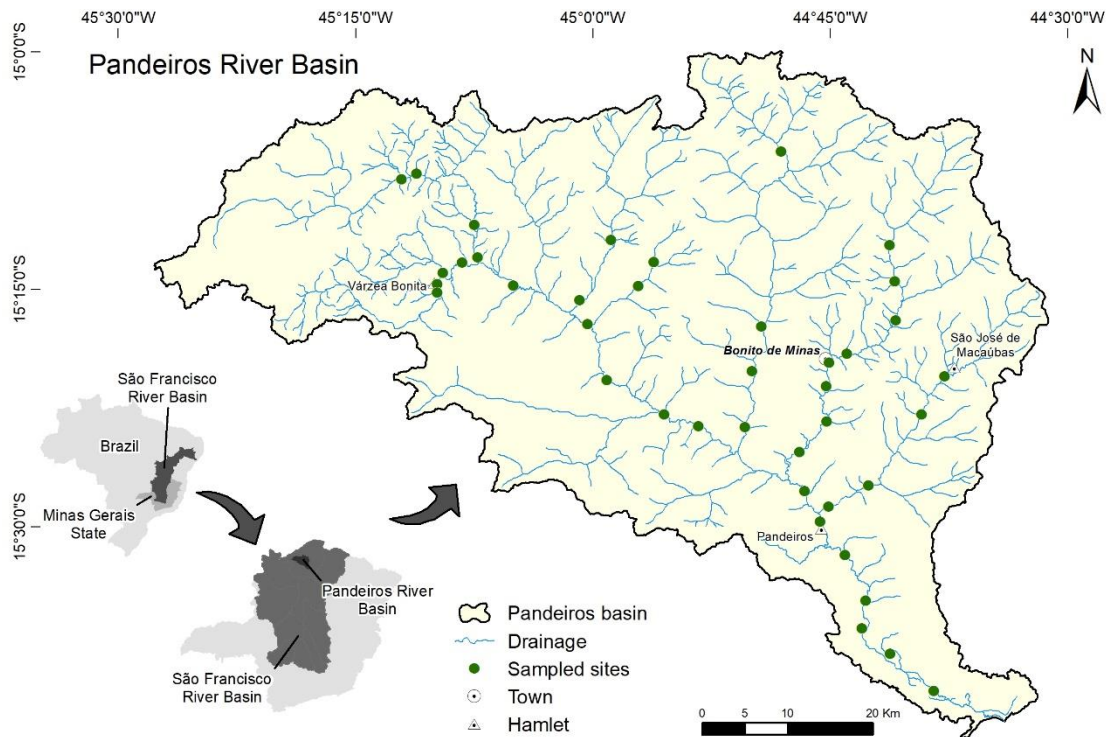 45°30'0"W
45°15'0"W
45°0'0"W
44°45'0"W
44°30'0"W
15°0'0"S
Pandeiros River Basin
N
15°15'0"S
Várzea Bonita
Bonito de Minas
São José de
Macaúbas
São Francisco
River Basin
Brazil
Minas Gerais
State
15°30'0"S
Pandeiros
Pandeiros River
Basin
São Francisco
River Basin
Pandeiros basin
Drainage
Sampled sites
Town
Hamlet
0 5 10 20 Km